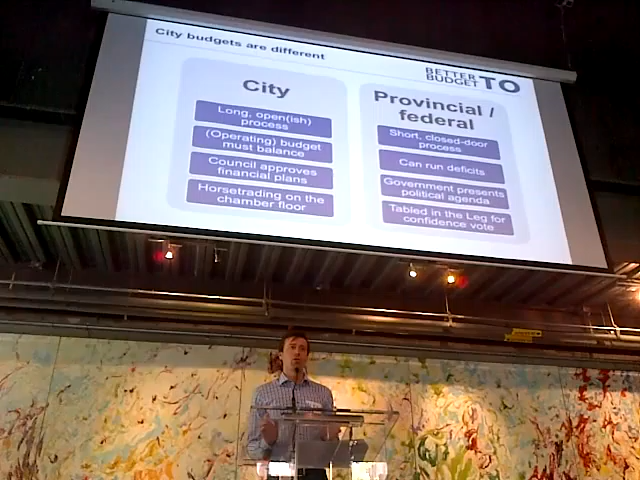 City budgets are different
BETTER
BUDGET TO
City
Long, open(ish)
process
(Operating) budget
must balance
Council approves
financial plans
Horsetrading on the
chamber floor
Provincial /
federal
Short, closed-door
process
Can run deficits
Government presents
political agenda
Tabled in the Leg for
confidence vote